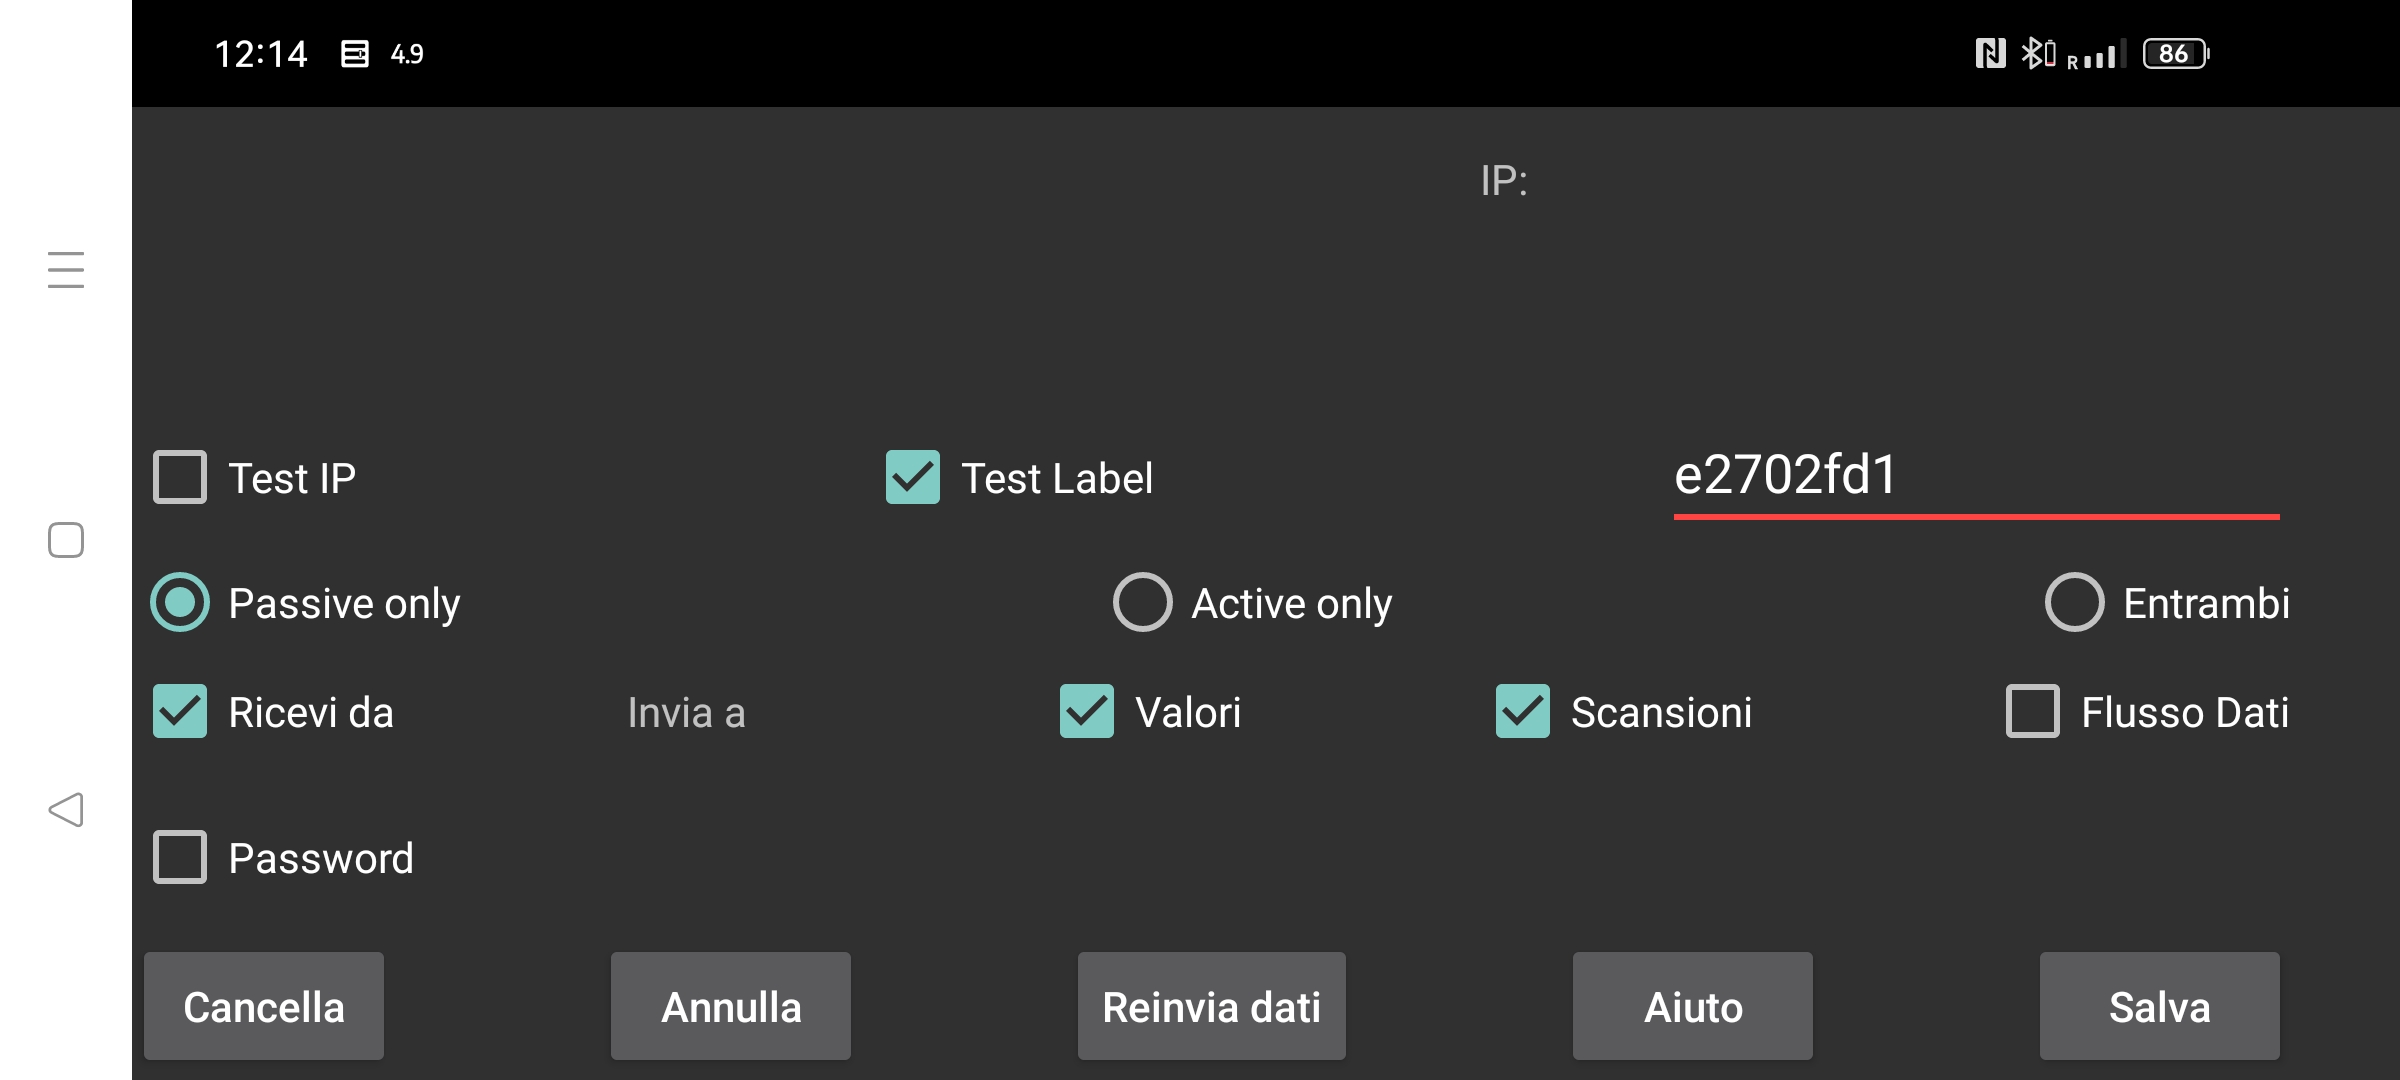 12:14 4.9 R 86
IP:
Test IP Test Label e2702fd1
Passive only Active only Entrambi
Ricevi da Invia a Valori Scansioni Flusso Dati
Password
Cancella Annulla Reinvia dati Aiuto Salva